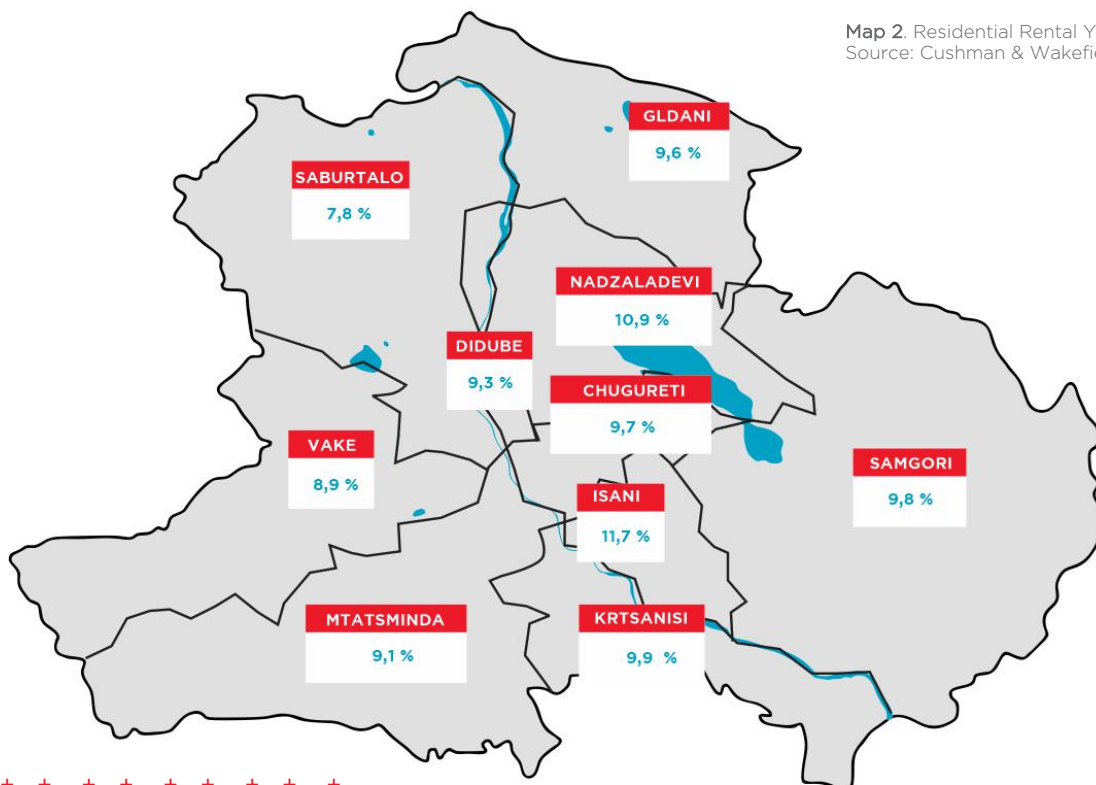 Map 2. Residential Rental Y
Source: Cushman & Wakefie
GLDANI
9,6 %
SABURTALO
7,8 %
NADZALADEVI
10,9 %
DIDUBE
9,3 %
CHUGURETI
9,7 %
VAKE
8,9 %
SAMGORI
9,8 %
ISANI
11,7 %
MTATSMINDA
9,1 %
KRTSANISI
9,9 %